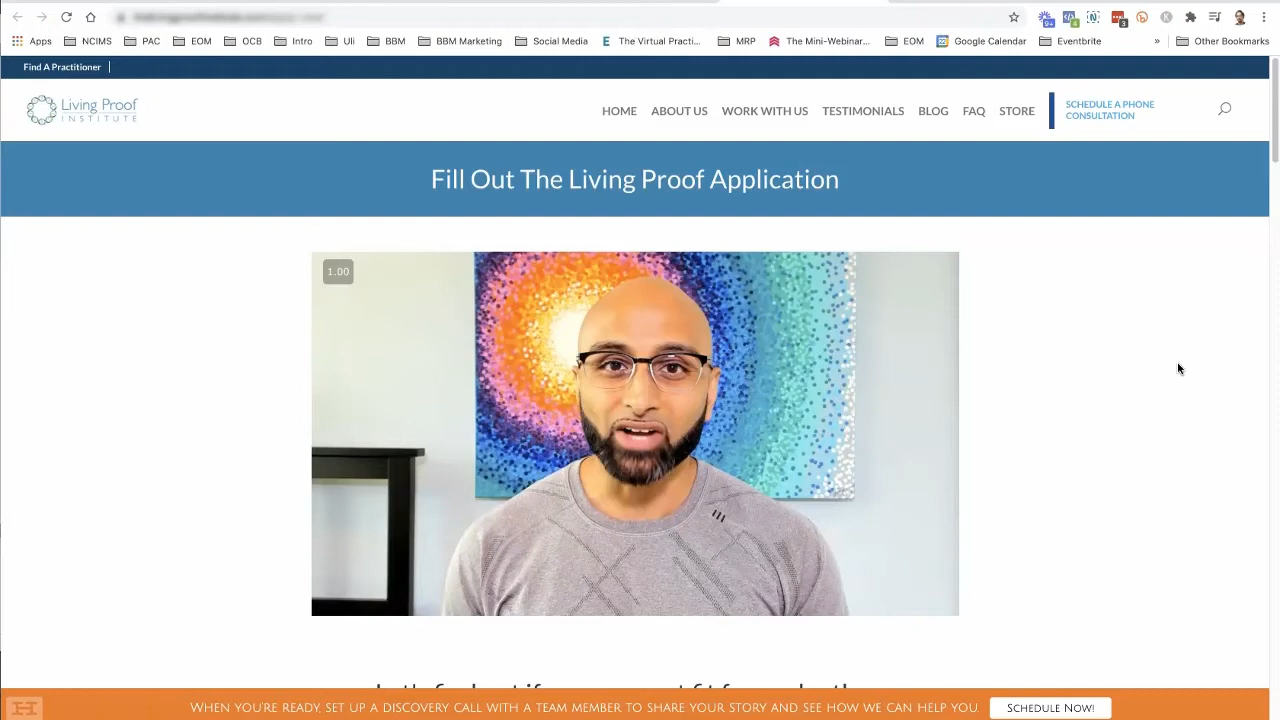 Apps NCIMS PAC EOM OCB Intro Uli BBM BBM Marketing Social Media The Virtual Practi... MRP The Mini-Webinar... EOM Google Calendar Eventbrite » Other Bookmarks
Find A Practitioner
Living Proof
INSTITUTE
HOME ABOUT US WORK WITH US TESTIMONIALS BLOG FAQ STORE
SCHEDULE A PHONE
CONSULTATION
Fill Out The Living Proof Application
1.00
WHEN YOU'RE READY, SET UP A DISCOVERY CALL WITH A TEAM MEMBER TO SHARE YOUR STORY AND SEE HOW WE CAN HELP YOU
SCHEDULE NOW!